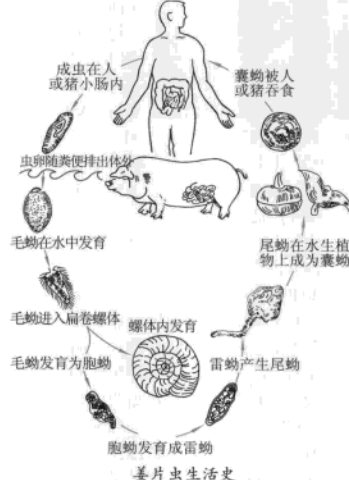 成虫在人
或猪小肠内
囊蚴被人
或猪吞食
虫卵随粪便排出体外
毛蚴在水中发育
尾蚴在水生植
物上成为囊蚴
毛蚴进入扁卷螺体
螺体内发育
毛蚴发育为胞蚴
雷蚴产生尾蚴
胞蚴发育成雷蚴
姜片虫生活史